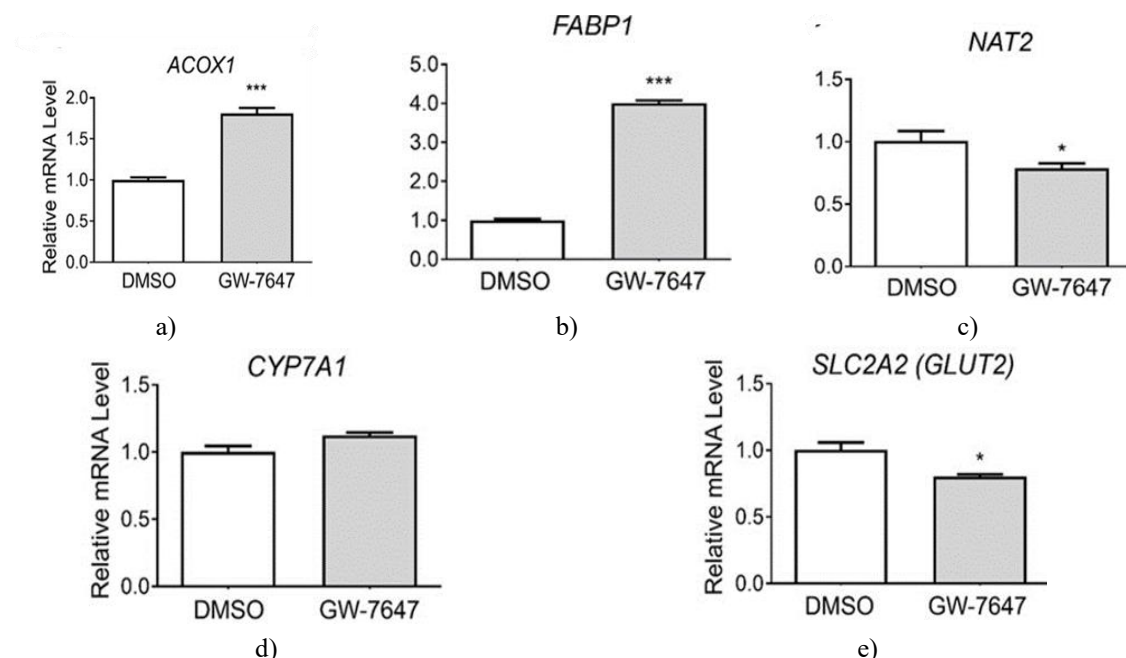 ACOX1
***
Relative mRNA Level
2.0
1.5
1.0
0.5
0.0
DMSO GW-7647
a)
FABP1
***
5.0
4.0
3.0
2.0
1.0
0.0
DMSO GW-7647
b)
NAT2
*
1.5
1.0
0.5
0.0
DMSO GW-7647
c)
CYP7A1
Relative mRNA Level
1.5
1.0
0.5
0.0
DMSO GW-7647
d)
SLC2A2 (GLUT2)
*
Relative mRNA Level
1.5
1.0
0.5
0.0
DMSO GW-7647
e)